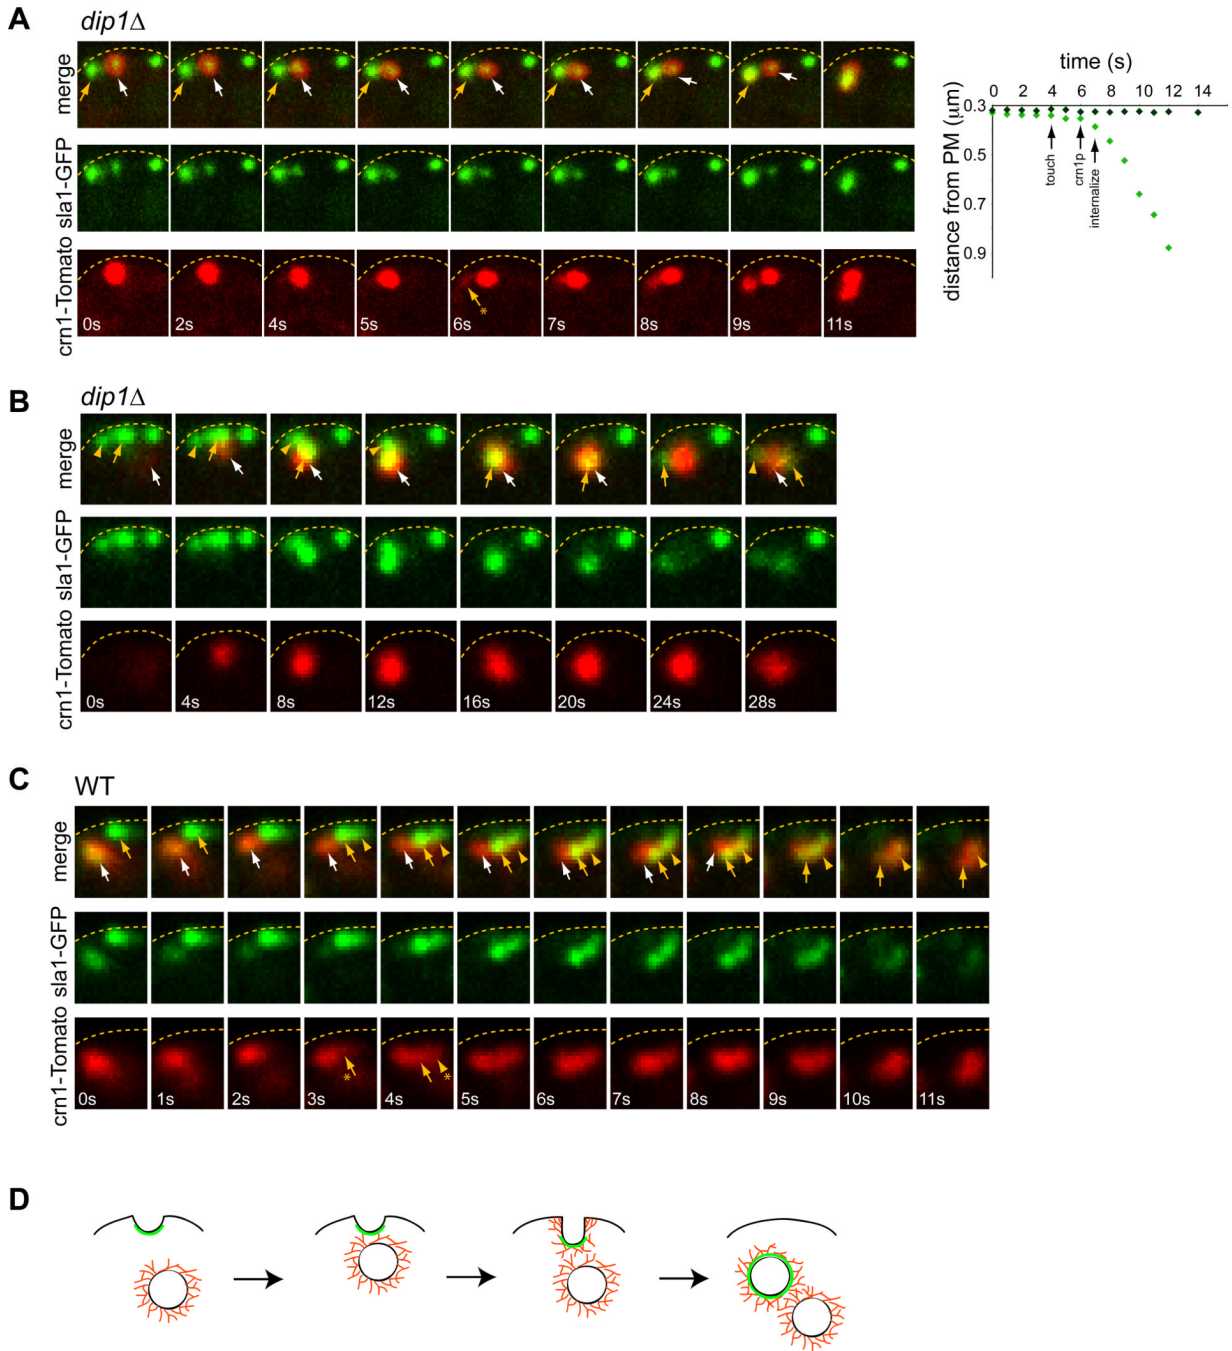 A
dip1Δ
merge
sla1-GFP
crn1-Tomato
0s 2s 4s 5s 6s * 7s 8s 9s 11s
time (s)
0 2 4 6 8 10 12 14
distance from PM (μm)
0.3
0.5
0.7
0.9
touch
crn1p
internalize
B
dip1Δ
merge
sla1-GFP
crn1-Tomato
0s 4s 8s 12s 16s 20s 24s 28s
C
WT
merge
sla1-GFP
crn1-Tomato
* *
0s 1s 2s 3s 4s 5s 6s 7s 8s 9s 10s 11s
D